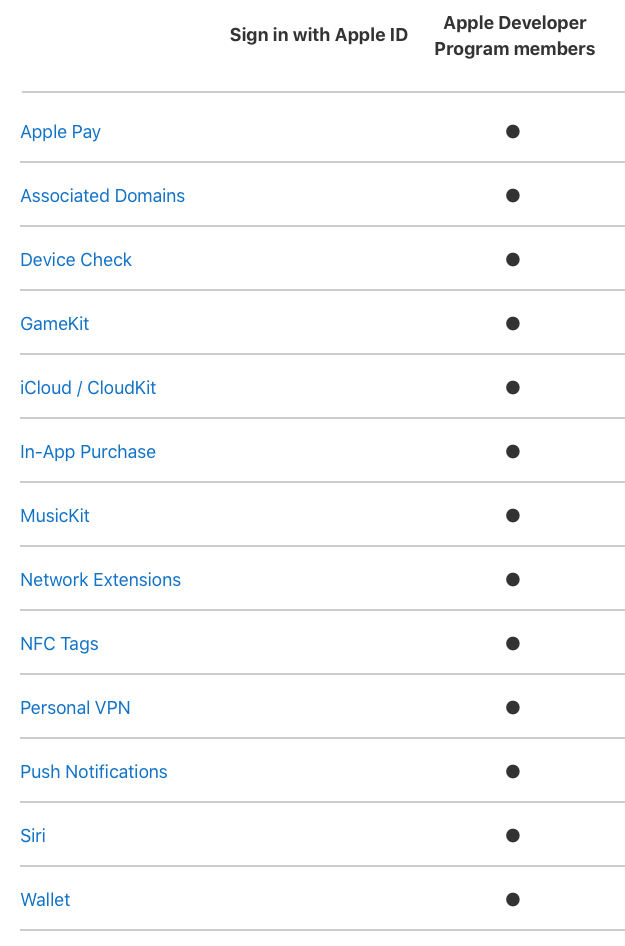 Sign in with Apple ID
Apple Developer
Program members
Apple Pay
Associated Domains
Device Check
GameKit
iCloud / CloudKit
In-App Purchase
MusicKit
Network Extensions
NFC Tags
Personal VPN
Push Notifications
Siri
Wallet